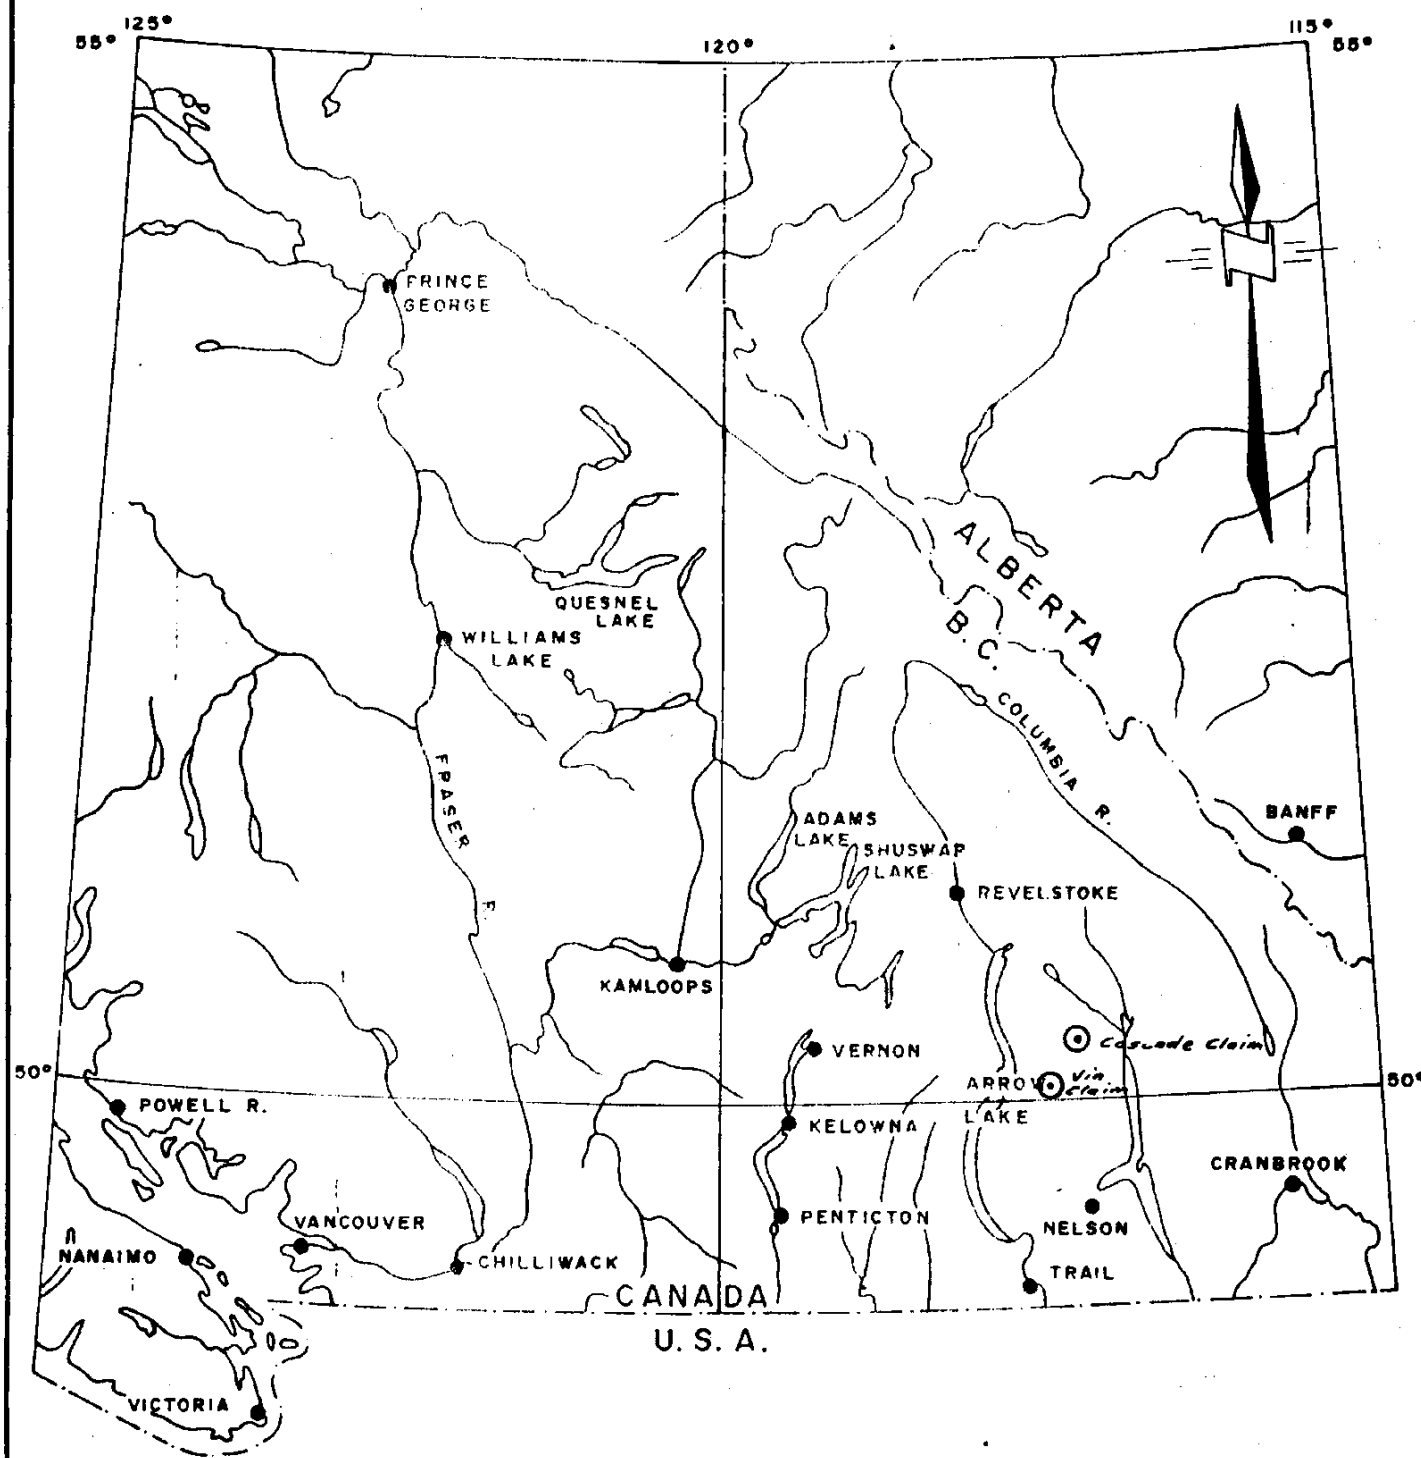 125°
115°
55°
120°
55°
PRINCE
GEORGE
ALBERTA
B.C.
QUESNEL
LAKE
WILLIAMS
LAKE
COLUMBIA R.
FRASER R.
ADAMS
LAKE
BANFF
SHUSWAP
LAKE
REVELSTOKE
KAMLOOPS
Cascade Claim
VERNON
50°
ARROW
Vin
Claim
50°
POWELL R.
LAKE
KELOWNA
CRANBROOK
VANCOUVER
PENTICTON
NELSON
NANAIMO
CHILLIWACK
TRAIL
CANADA
U.S.A.
VICTORIA